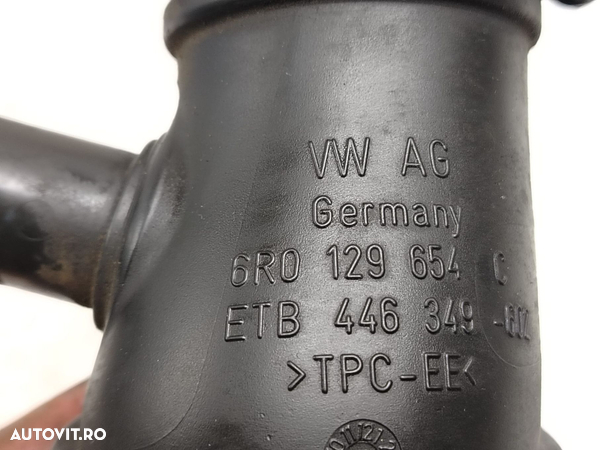 VW AG
Germany
6R0 129 654 C
ETB 446 349
>TPC-EE<
AUTOVIT.RO